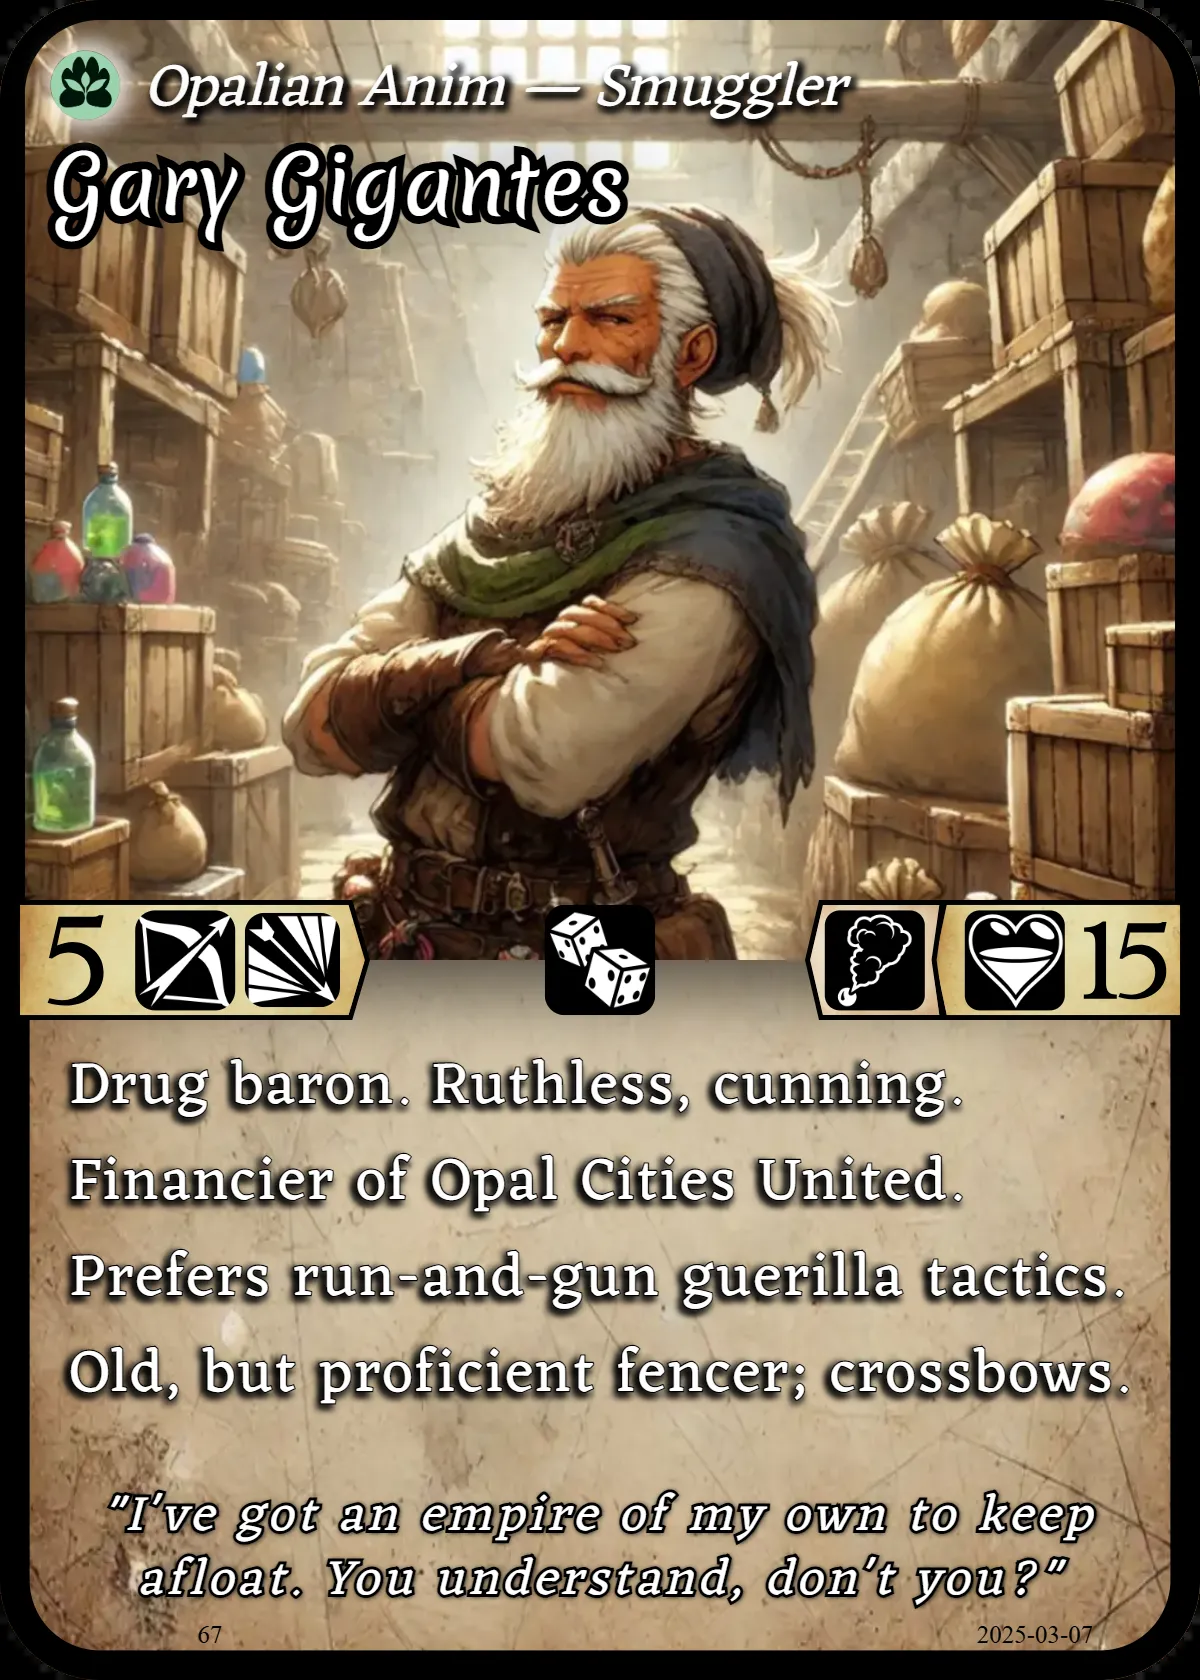 Opalian Anim — Smuggler
Gary Gigantes
5
15
Drug baron. Ruthless, cunning.
Financier of Opal Cities United.
Prefers run-and-gun guerilla tactics.
Old, but proficient fencer; crossbows.
"I've got an empire of my own to keep
afloat. You understand, don't you?"
67
2025-03-07